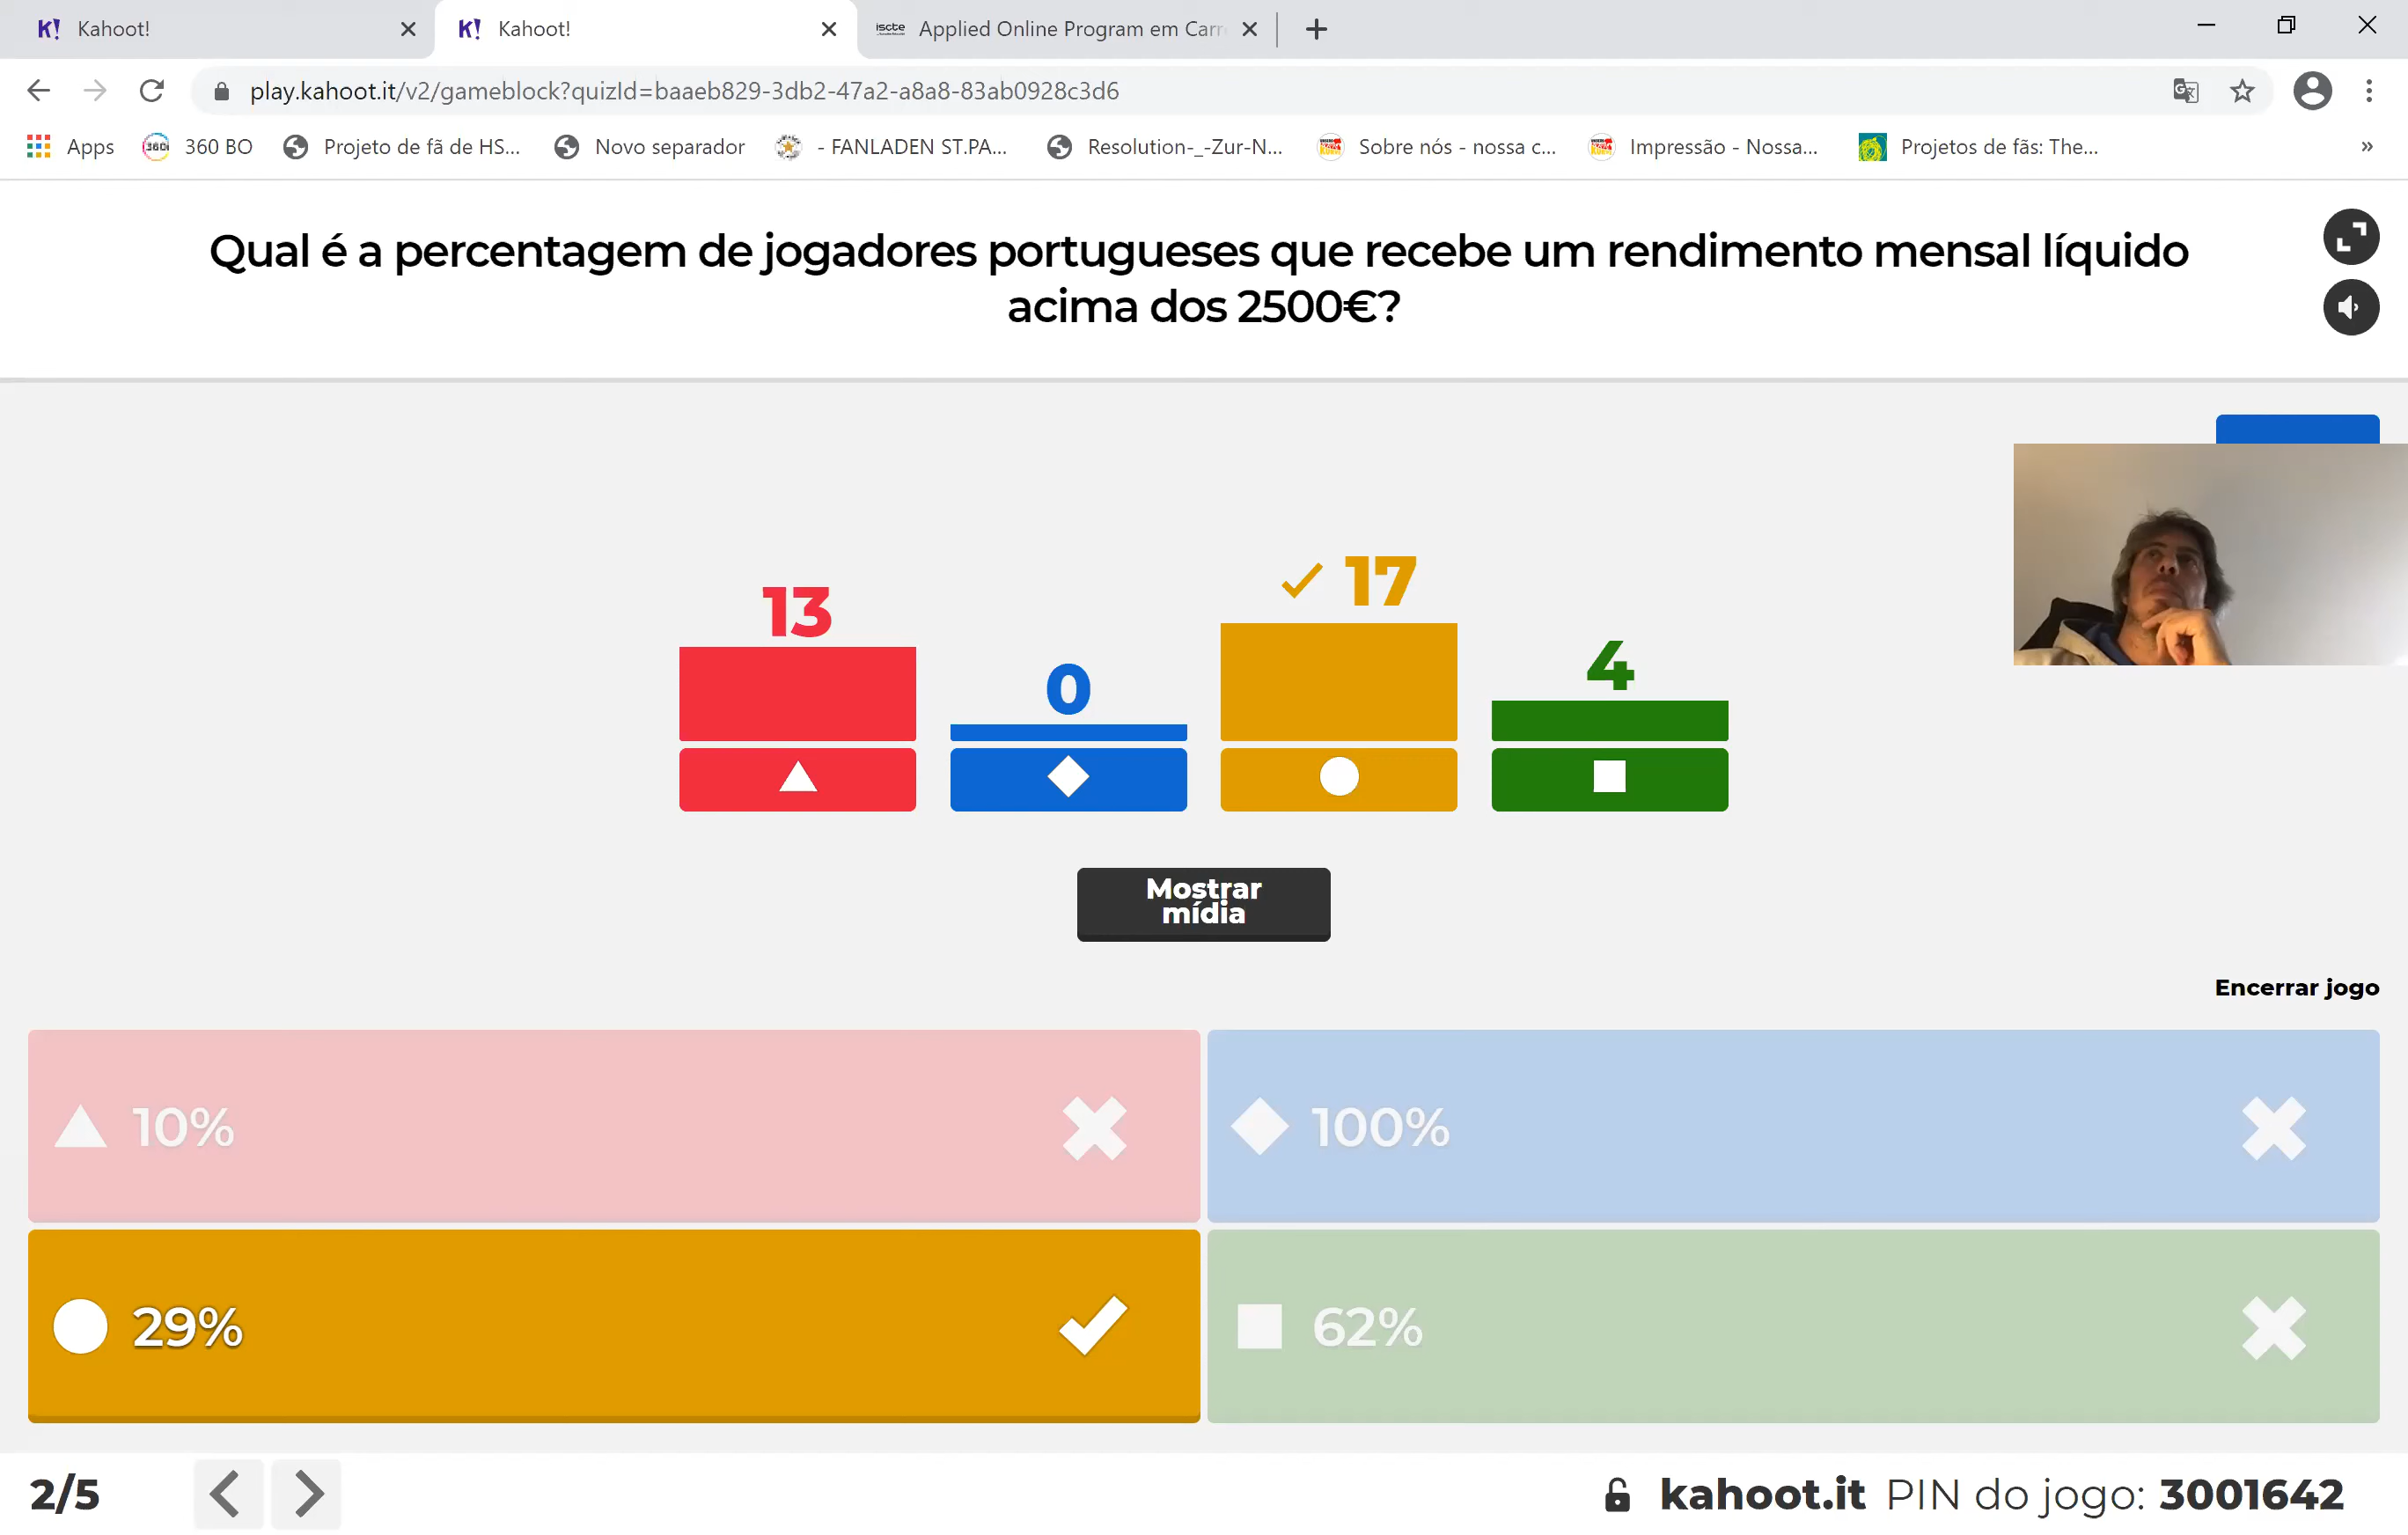 Kahoot!
Kahoot!
iscte Applied Online Program em Carr
play.kahoot.it/v2/gameblock?quizId=baaeb829-3db2-47a2-a8a8-83ab0928c3d6
Apps 360 BO Projeto de fã de HS... Novo separador - FANLADEN ST.PA... Resolution-_-Zur-N... Sobre nós - nossa c... Impressão - Nossa... Projetos de fãs: The... »
Qual é a percentagem de jogadores portugueses que recebe um rendimento mensal líquido
acima dos 2500€?
13
0
17
4
Mostrar
mídia
Encerrar jogo
10%
100%
29%
62%
2/5
kahoot.it PIN do jogo: 3001642